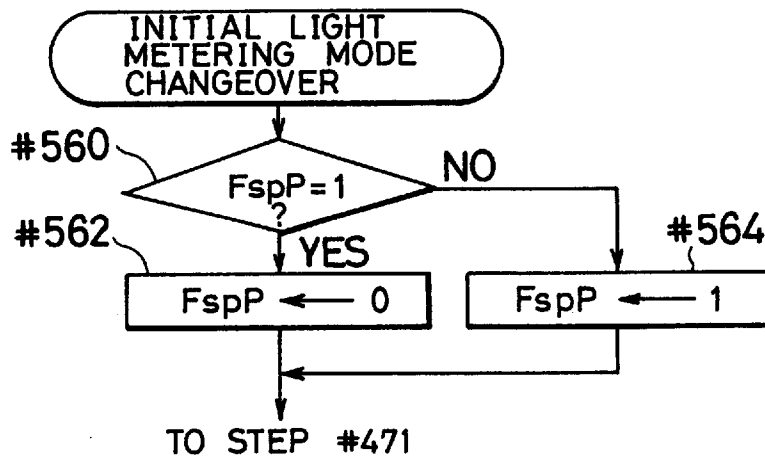 INITIAL LIGHT
METERING MODE
CHANGEOVER
#560
FspP=1
?
NO
#562
YES
#564
FspP ← 0
FspP ← 1
TO STEP #471